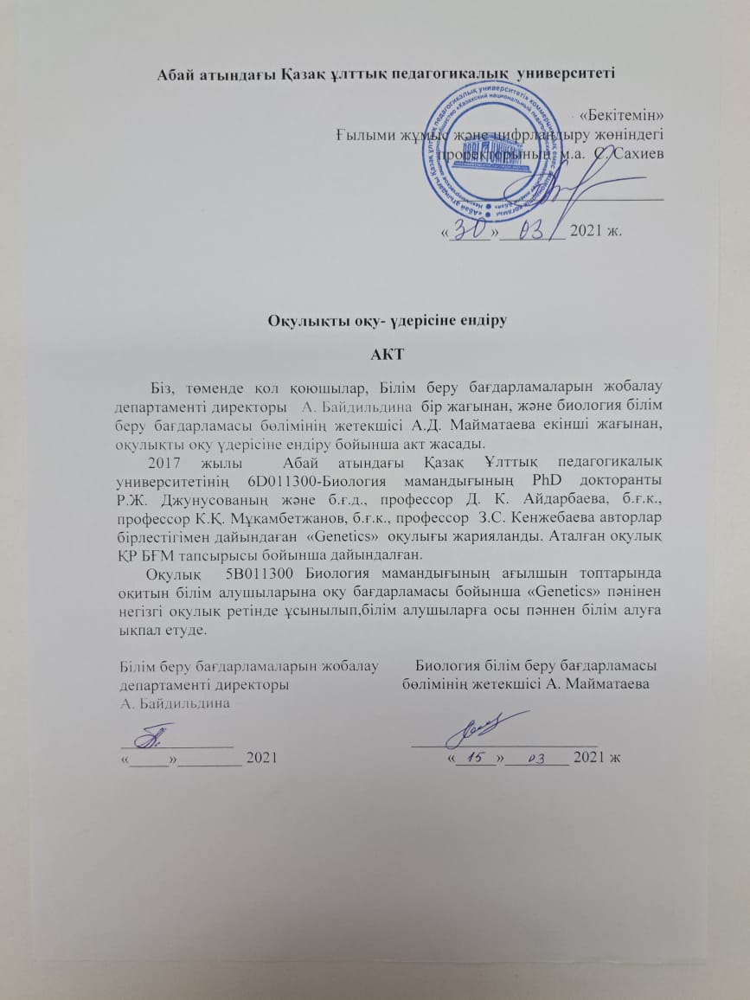 Абай атындағы Қазақ ұлттық педагогикалық университеті
«Бекітемін»
Ғылыми жұмыс және цифрландыру жөніндегі
проректорының м.а. С. Сахиев
«30» 03 2021 ж.
Оқулықты оқу- үдерісіне ендіру
АКТ
Біз, төменде қол қоюшылар, Білім беру бағдарламаларын жобалау
департаменті директоры А. Байдильдина бір жағынан, және биология білім
беру бағдарламасы бөлімінің жетекшісі А.Д. Майматаева екінші жағынан,
оқулықты оқу үдерісіне ендіру бойынша акт жасады.
2017 жылы Абай атындағы Қазақ Ұлттық педагогикалық
университетінің 6D011300-Биология мамандығының PhD докторанты
Р.Ж. Джунусованың және б.ғ.д., профессор Д. К. Айдарбаева, б.ғ.к.,
профессор К.Қ. Мұқамбетжанов, б.ғ.к., профессор З.С. Кенжебаева авторлар
бірлестігімен дайындаған «Genetics» оқулығы жарияланды. Аталған оқулық
ҚР БҒМ тапсырысы бойынша дайындалған.
Оқулық 5В011300 Биология мамандығының ағылшын топтарында
оқитын білім алушыларына оқу бағдарламасы бойынша «Genetics» пәнінен
негізгі оқулық ретінде ұсынылып,білім алушыларға осы пәннен білім алуға
ықпал етуде.
Білім беру бағдарламаларын жобалау
департаменті директоры
А. Байдильдина
«_____»________ 2021
Биология білім беру бағдарламасы
бөлімінің жетекшісі А. Майматаева
«15» 03 2021 ж